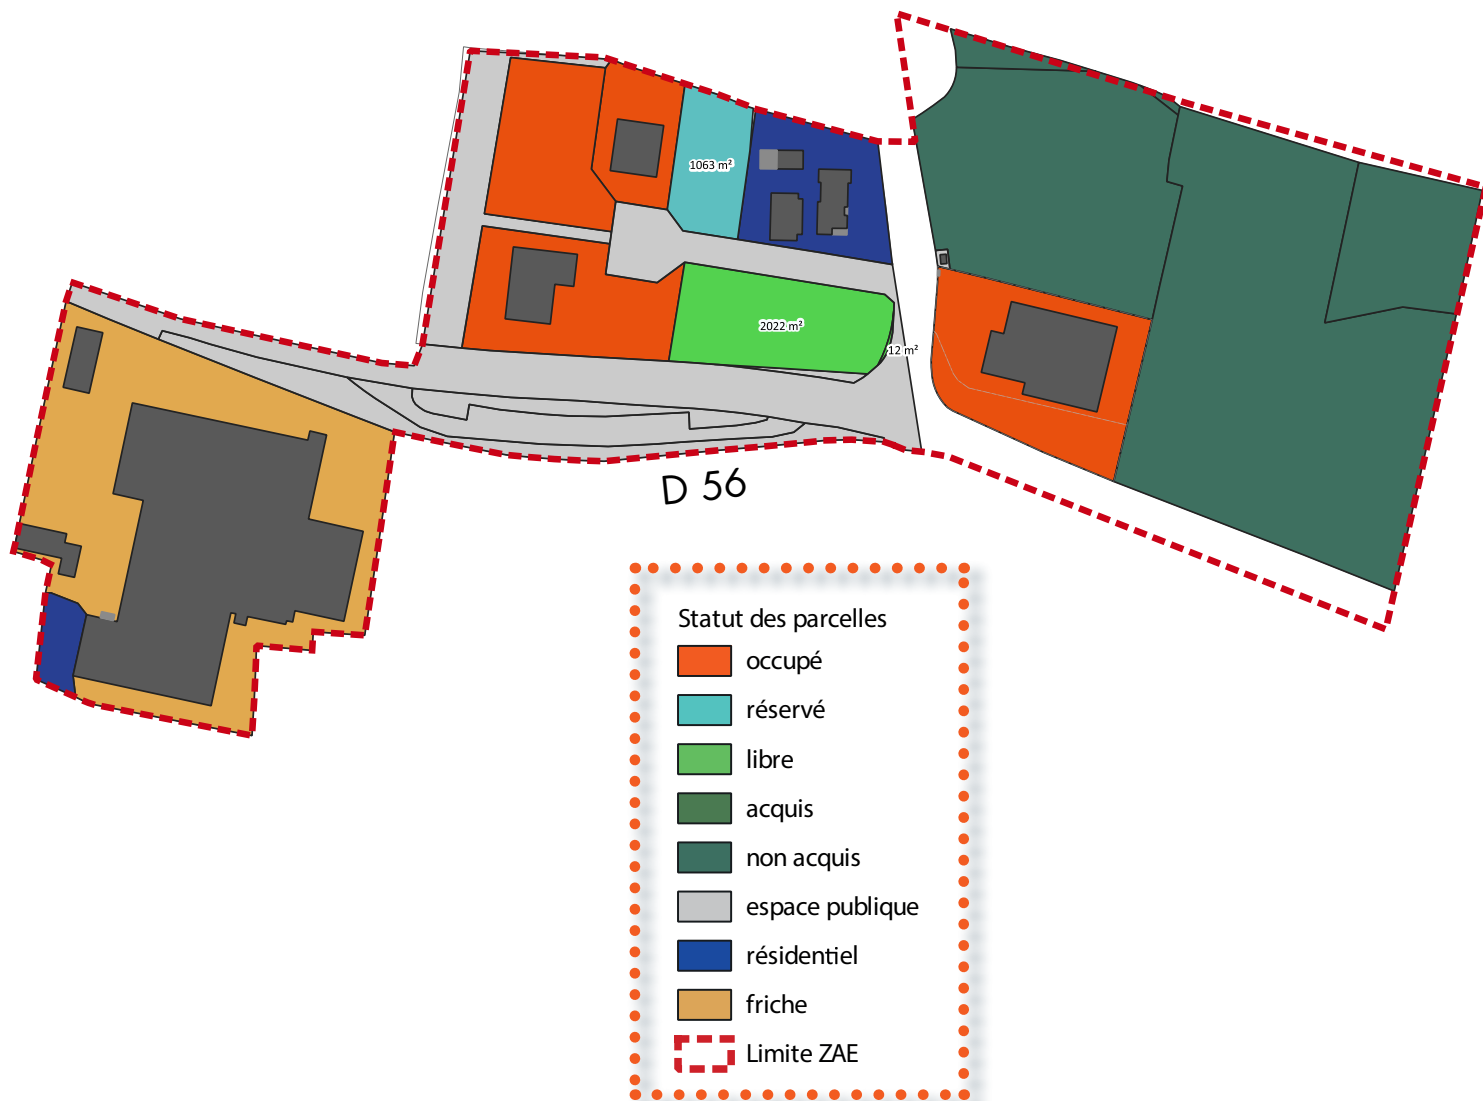 1063 m²
2022 m²
12 m²
D 56
Statut des parcelles
occupé
réservé
libre
acquis
non acquis
espace publique
résidentiel
friche
Limite ZAE